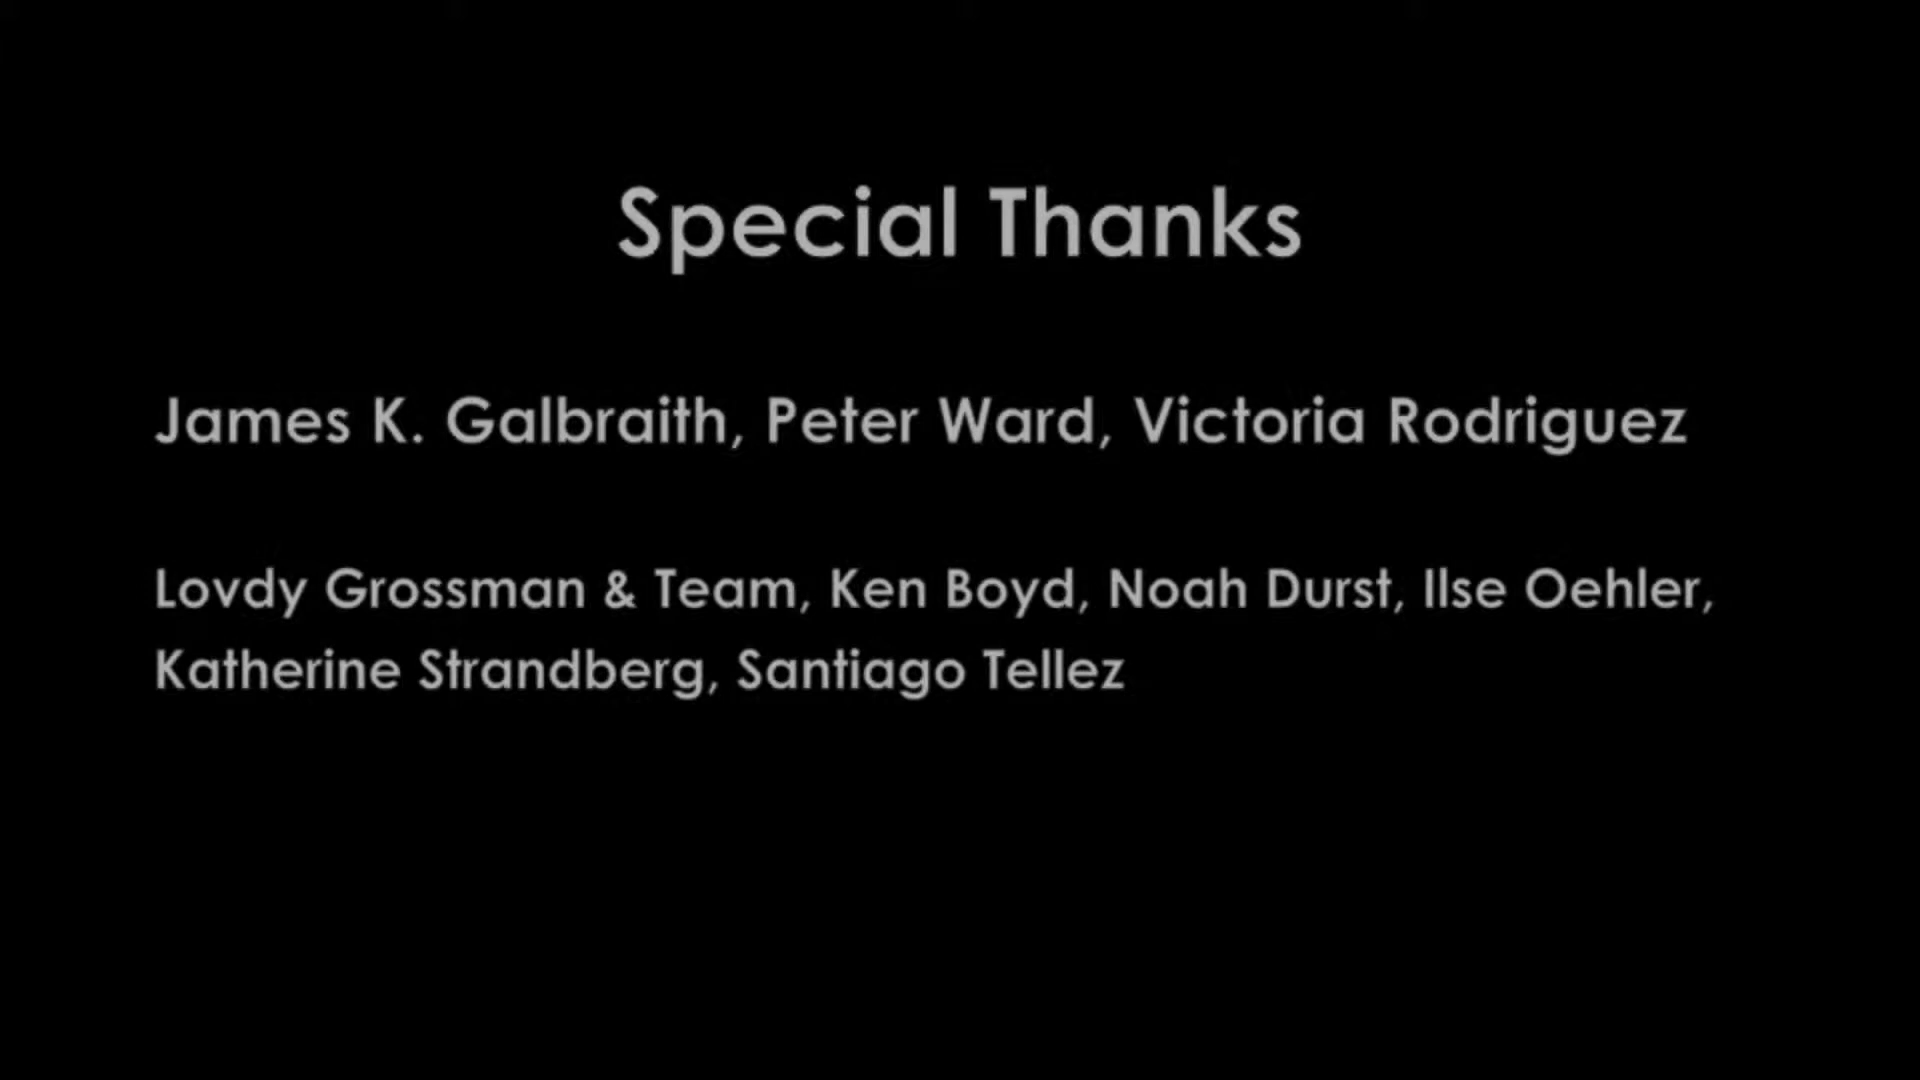 Special Thanks
James K. Galbraith, Peter Ward, Victoria Rodriguez
Lovdy Grossman & Team, Ken Boyd, Noah Durst, Ilse Oehler,
Katherine Strandberg, Santiago Tellez